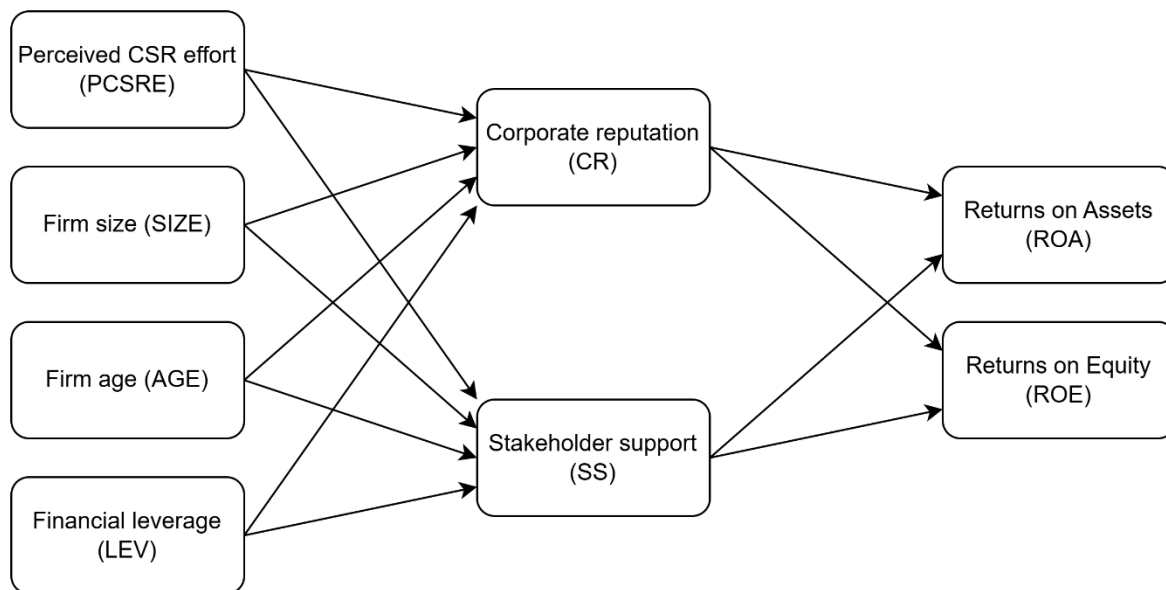 Perceived CSR effort
(PCSRE)
Firm size (SIZE)
Firm age (AGE)
Financial leverage
(LEV)
Corporate reputation
(CR)
Stakeholder support
(SS)
Returns on Assets
(ROA)
Returns on Equity
(ROE)